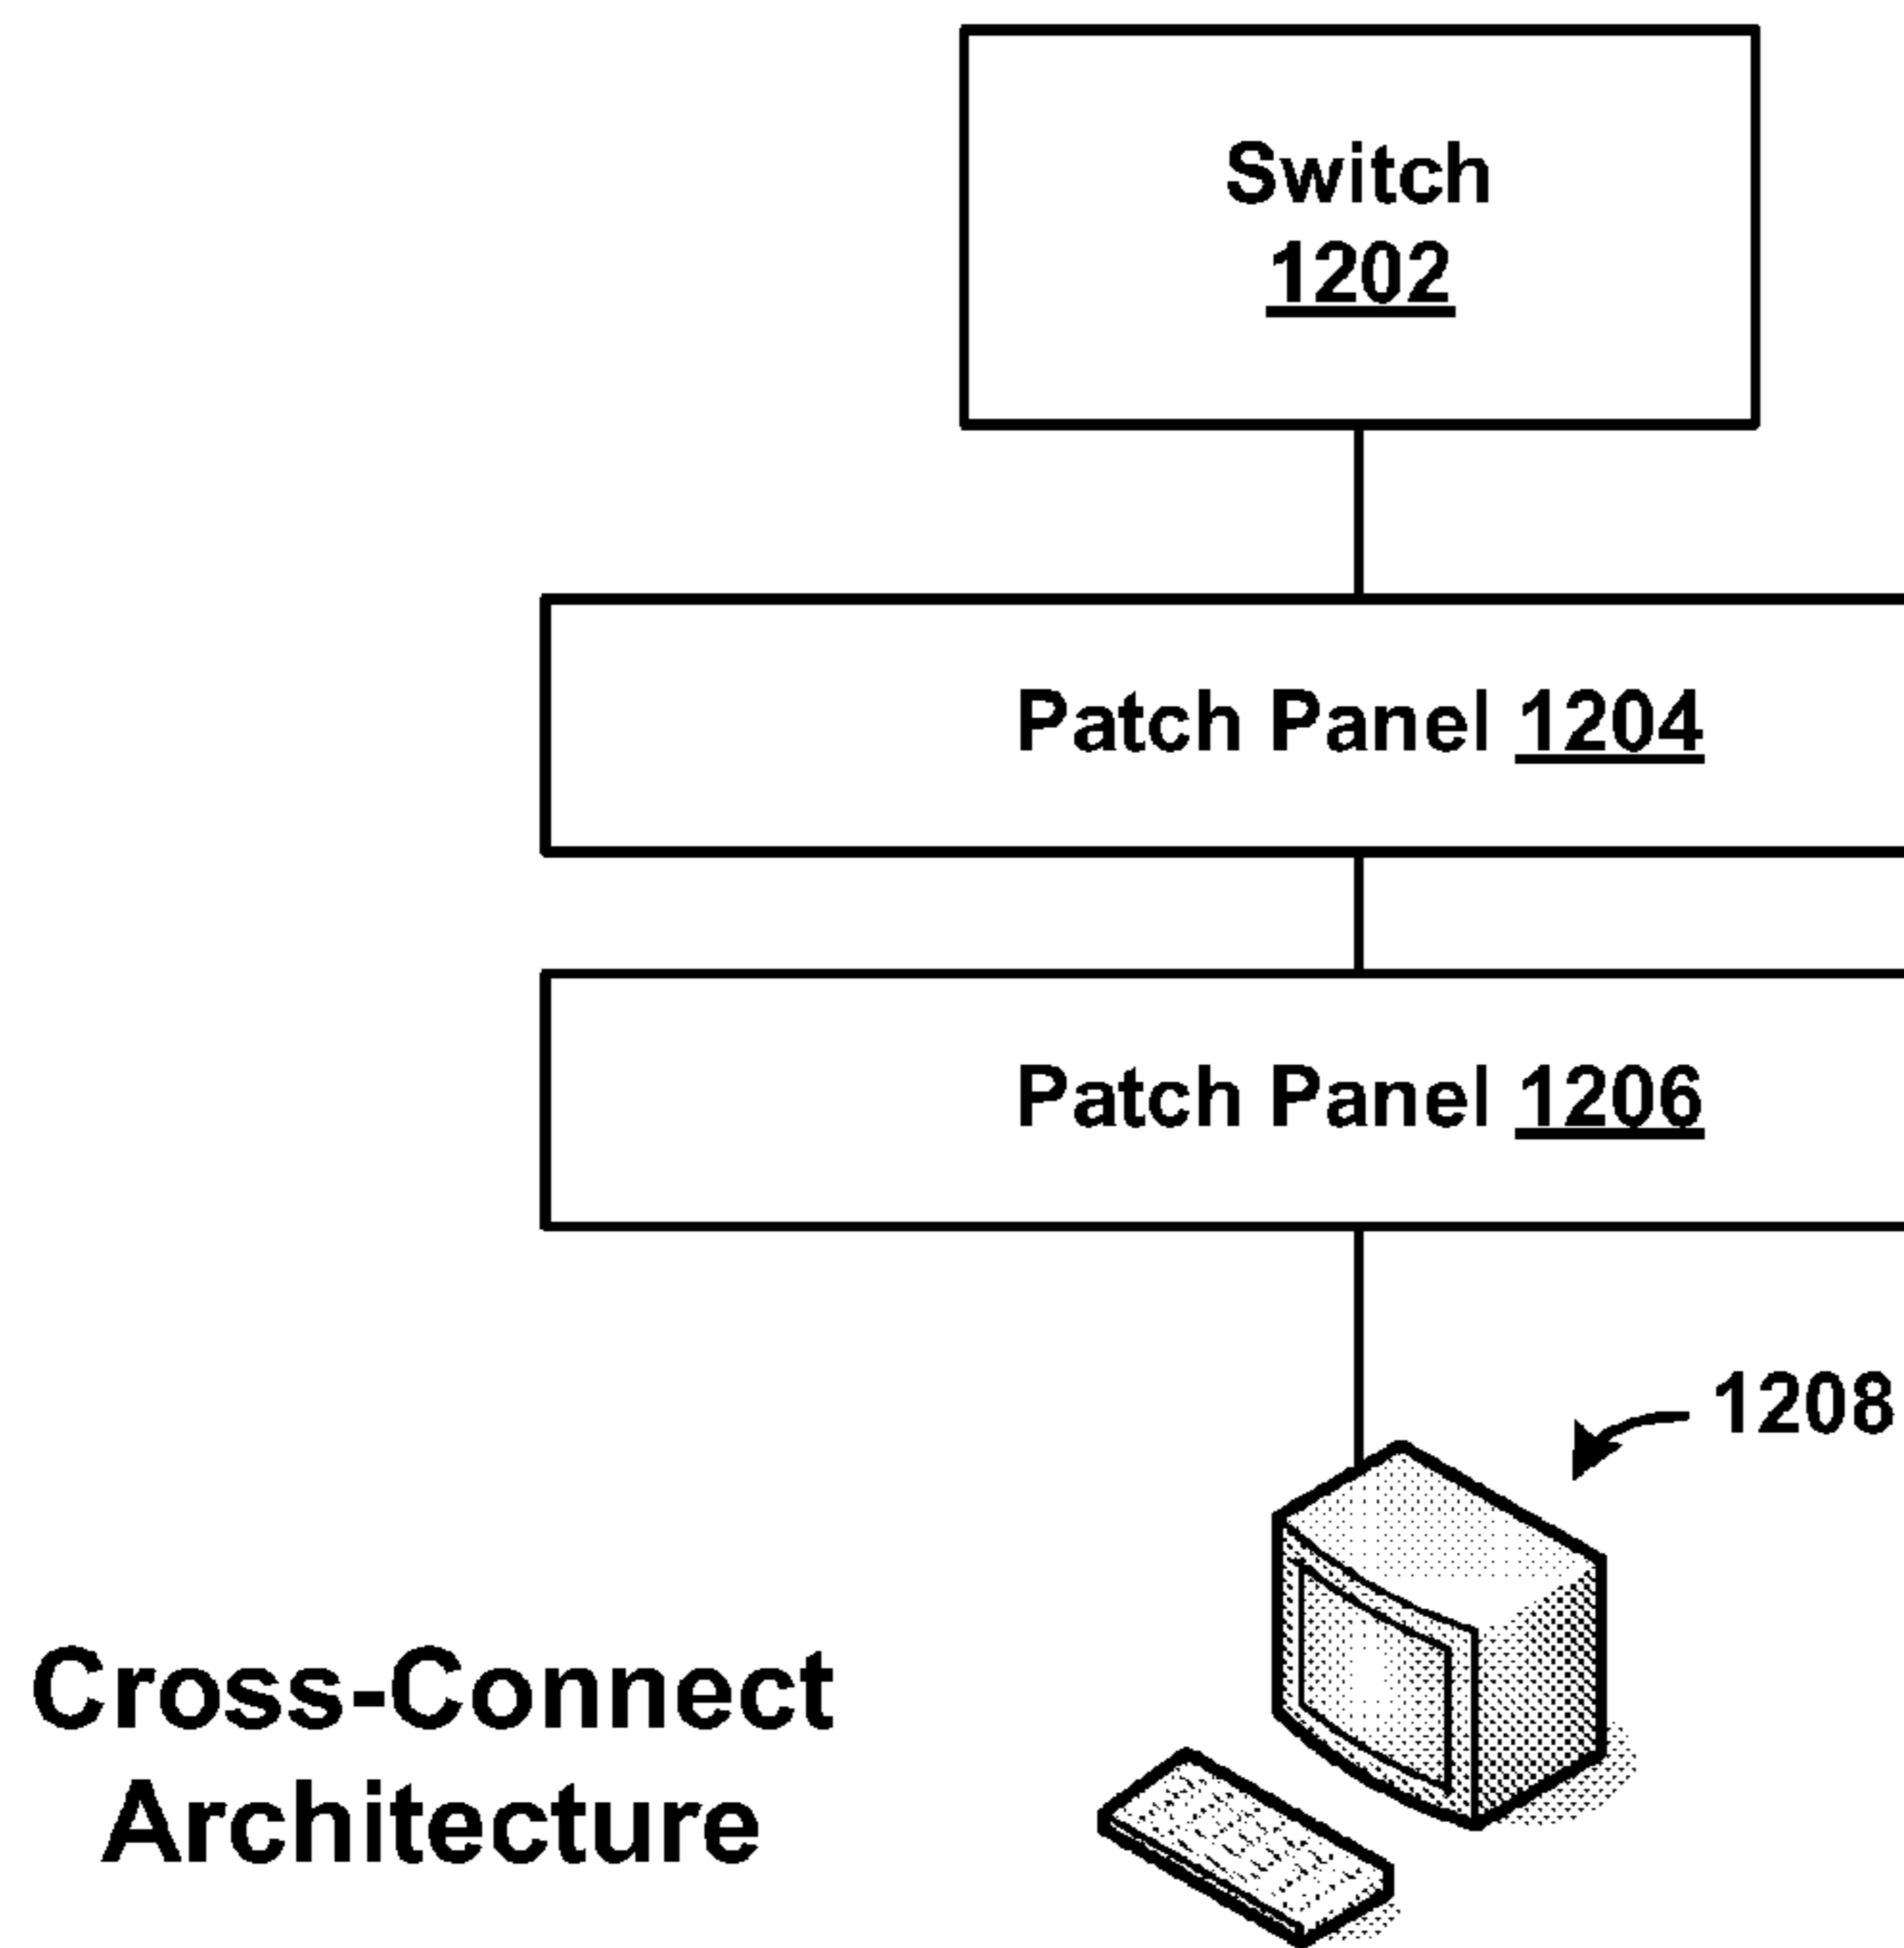 Switch
1202
Patch Panel 1204
Patch Panel 1206
1208
Cross-Connect
Architecture